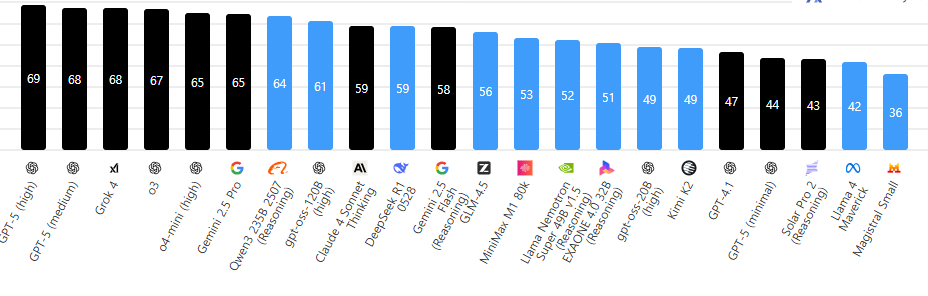 69
68
68
67
65
65
64
61
59
59
58
56
53
52
51
49
49
47
44
43
42
36
GPT-5 (high)
GPT-5 (medium)
Grok 4
o3
o4-mini (high)
Gemini 2.5 Pro
Qwen3 235B 2507
(Reasoning)
gpt-oss-120B
(high)
Claude 4 Sonnet
Thinking
DeepSeek R1
0528
Gemini 2.5
Flash
(Reasoning)
GLM-4.5
MiniMax M1 80k
Llama Nemotron
Super 49B v1.5
(Reasoning)
EXAONE 4.0 32B
(Reasoning)
gpt-oss-20B
(high)
Kimi K2
GPT-4.1
GPT-5 (minimal)
Solar Pro 2
(Reasoning)
Llama 4
Maverick
Magistral Small